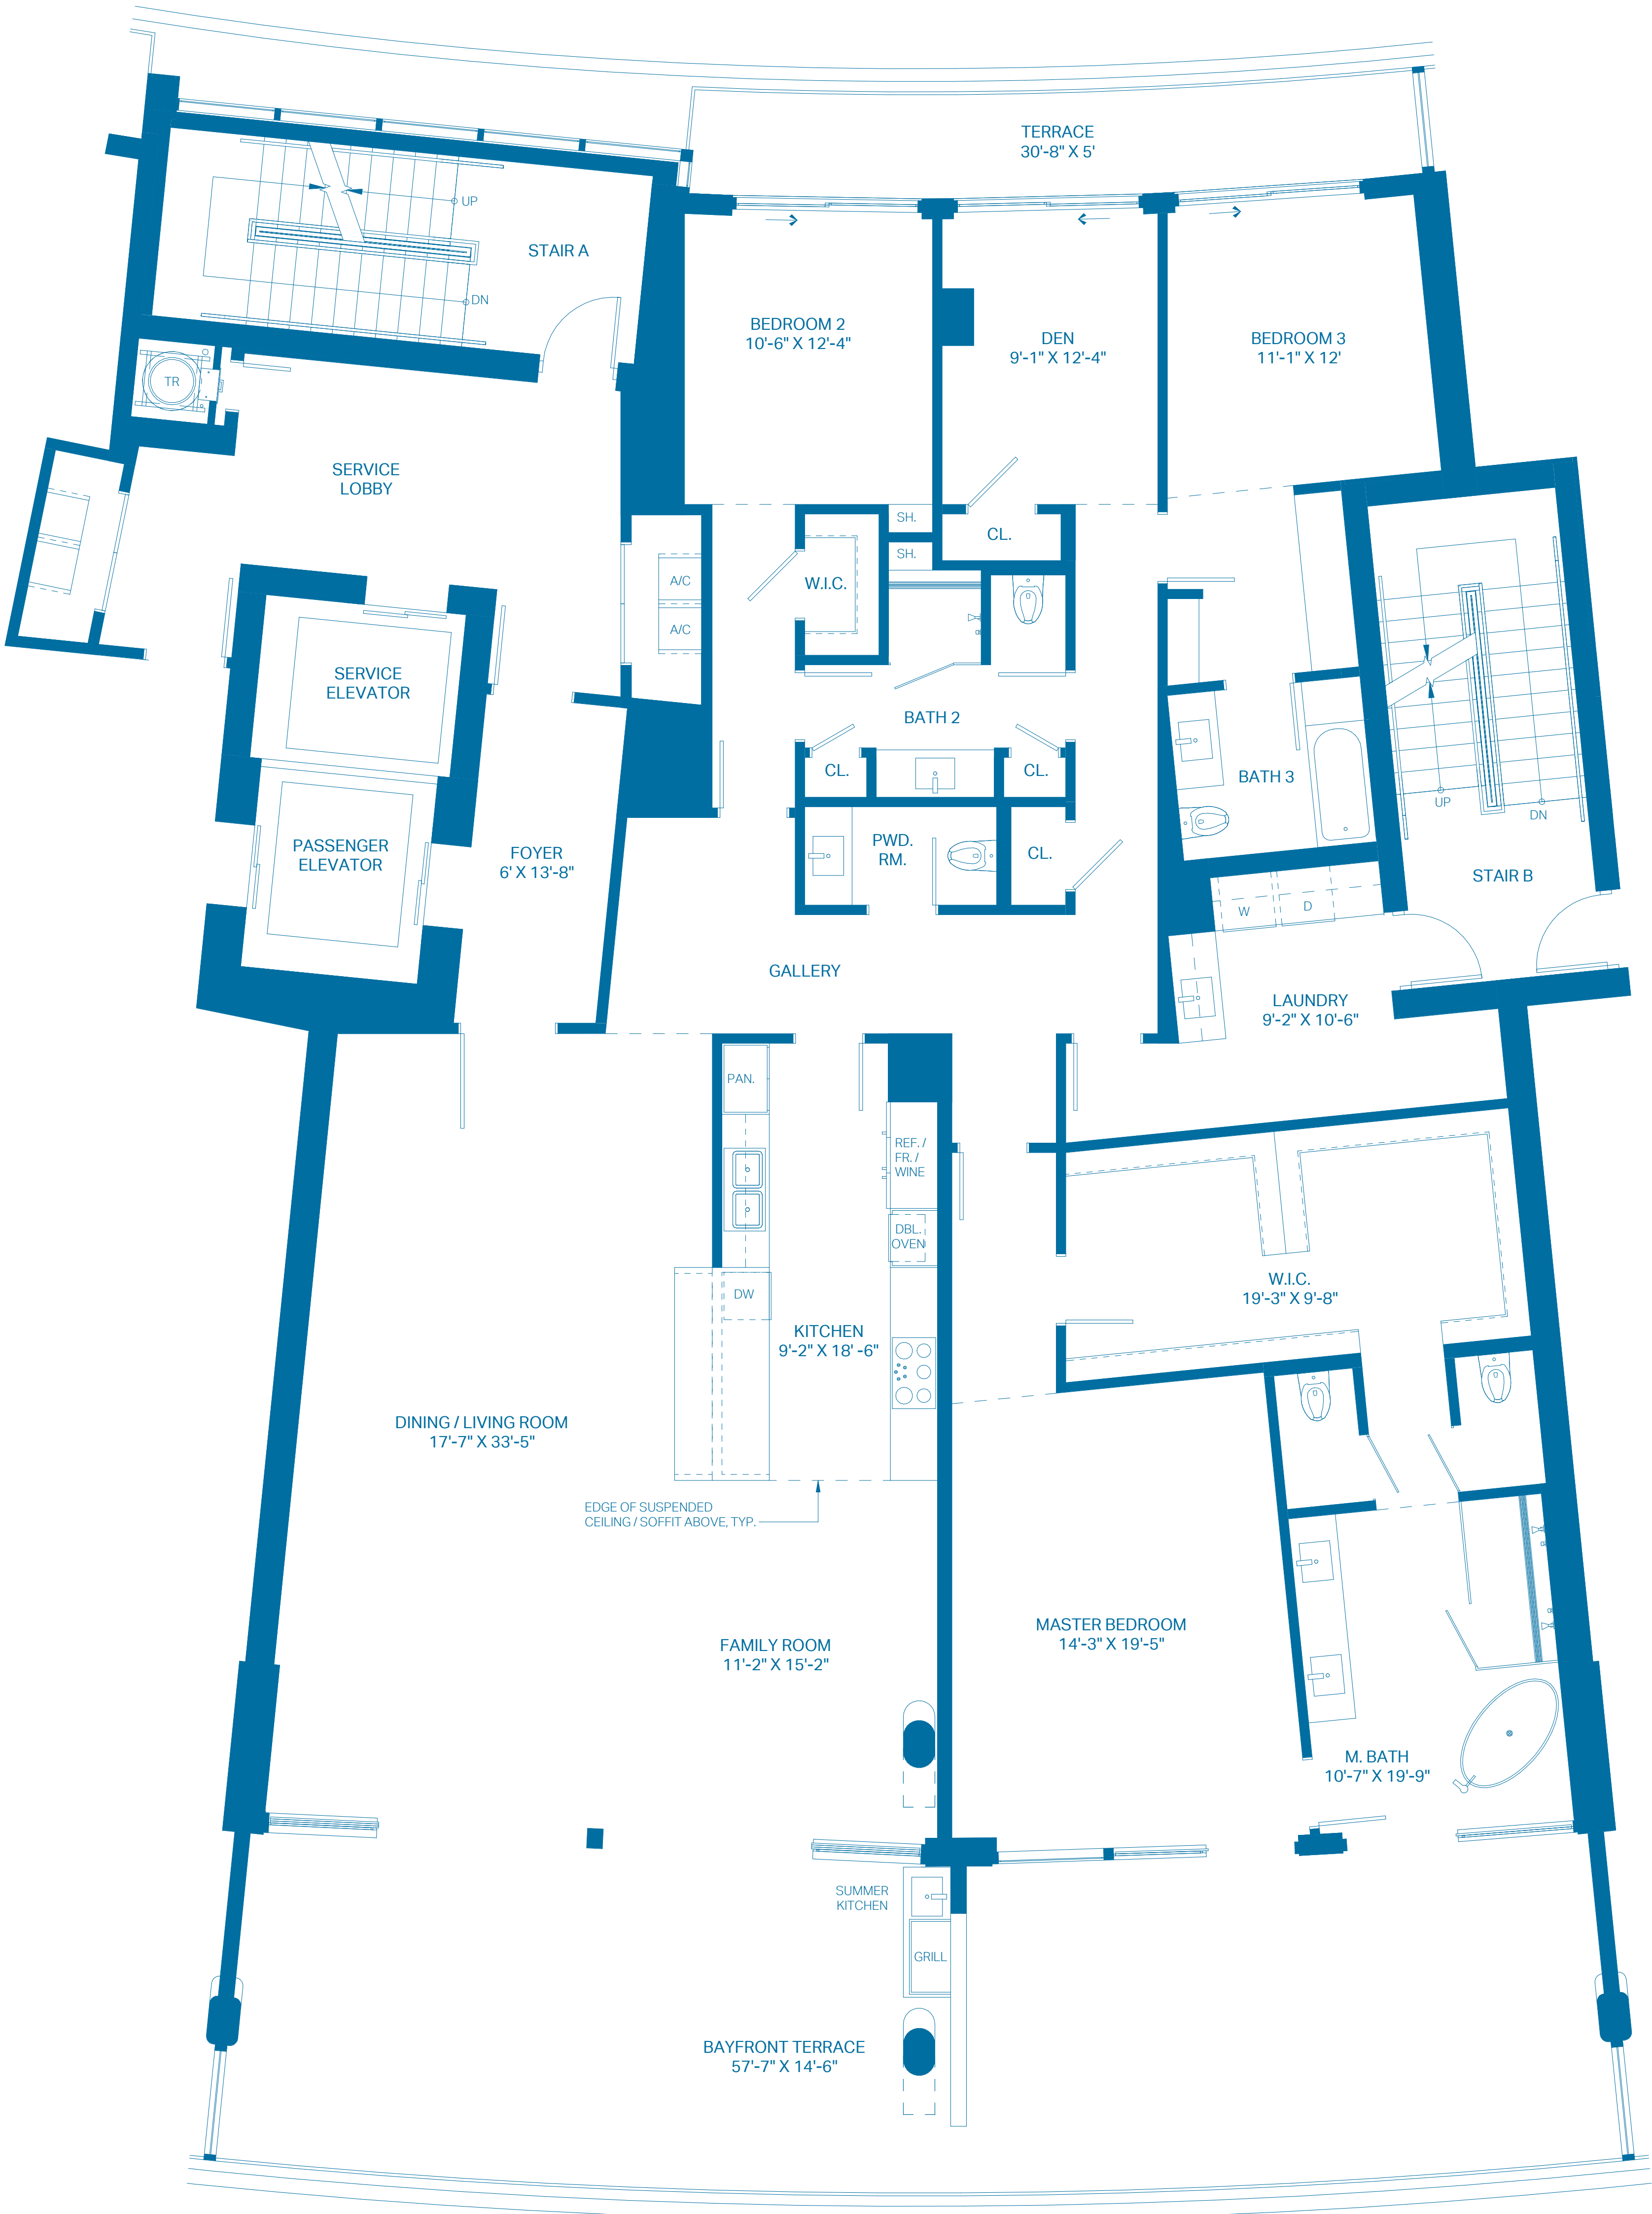 TERRACE
30'-8" X 5'
UP
STAIR A
DN
BEDROOM 2
10'-6" X 12'-4"
DEN
9'-1" X 12'-4"
BEDROOM 3
11'-1" X 12'
TR
SERVICE
LOBBY
SH.
CL.
SH.
A/C
W.I.C.
A/C
SERVICE
ELEVATOR
BATH 2
CL.
CL.
BATH 3
UP
DN
PASSENGER
ELEVATOR
FOYER
6' X 13'-8"
PWD.
RM.
CL.
STAIR B
W
D
GALLERY
LAUNDRY
9'-2" X 10'-6"
PAN.
REF. /
FR. /
WINE
DBL.
OVEN
W.I.C.
19'-3" X 9'-8"
DW
KITCHEN
9'-2" X 18' -6"
DINING / LIVING ROOM
17'-7" X 33'-5"
EDGE OF SUSPENDED
CEILING / SOFFIT ABOVE, TYP.
FAMILY ROOM
11'-2" X 15'-2"
MASTER BEDROOM
14'-3" X 19'-5"
M. BATH
10'-7" X 19'-9"
SUMMER
KITCHEN
GRILL
BAYFRONT TERRACE
57'-7" X 14'-6"